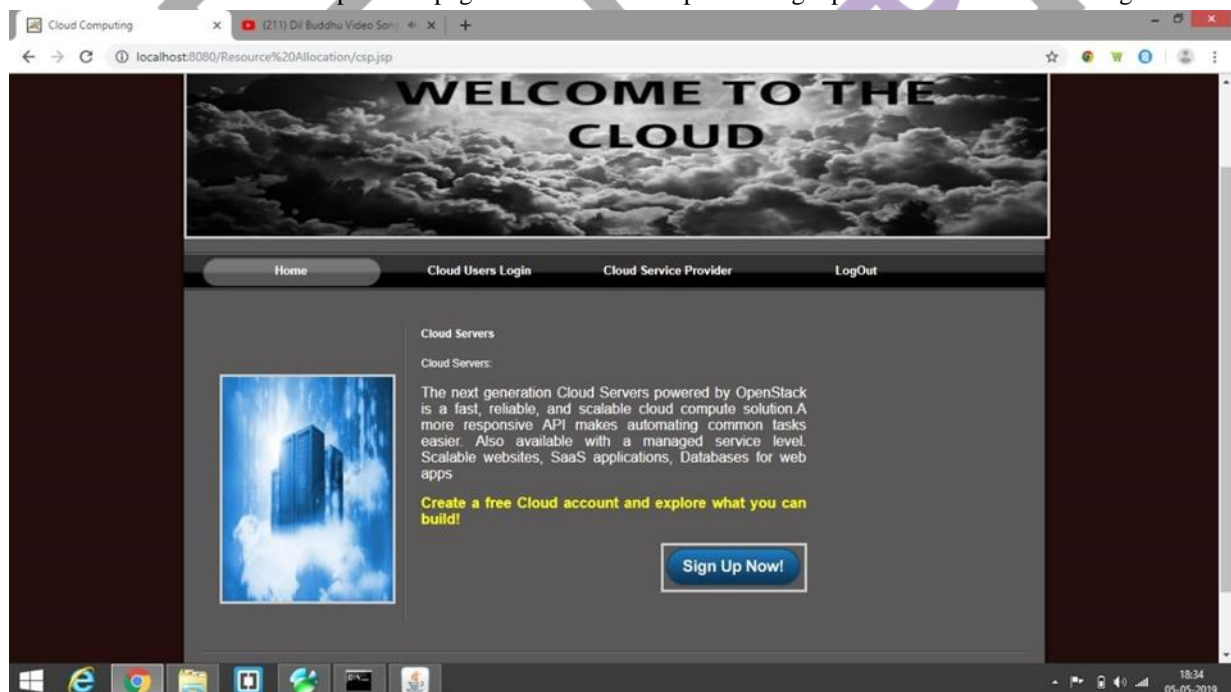 Cloud Computing
(211) Dil Buddhu Video Song
localhost:8080/Resource%20Allocation/csp.jsp
WELCOME TO THE
CLOUD
Home Cloud Users Login Cloud Service Provider LogOut
Cloud Servers
Cloud Servers:
The next generation Cloud Servers powered by OpenStack
is a fast, reliable, and scalable cloud compute solution.A
more responsive API makes automating common tasks
easier. Also available with a managed service level.
Scalable websites, SaaS applications, Databases for web
apps
Create a free Cloud account and explore what you can
build!
Sign Up Now!
18:34
05-05-2019